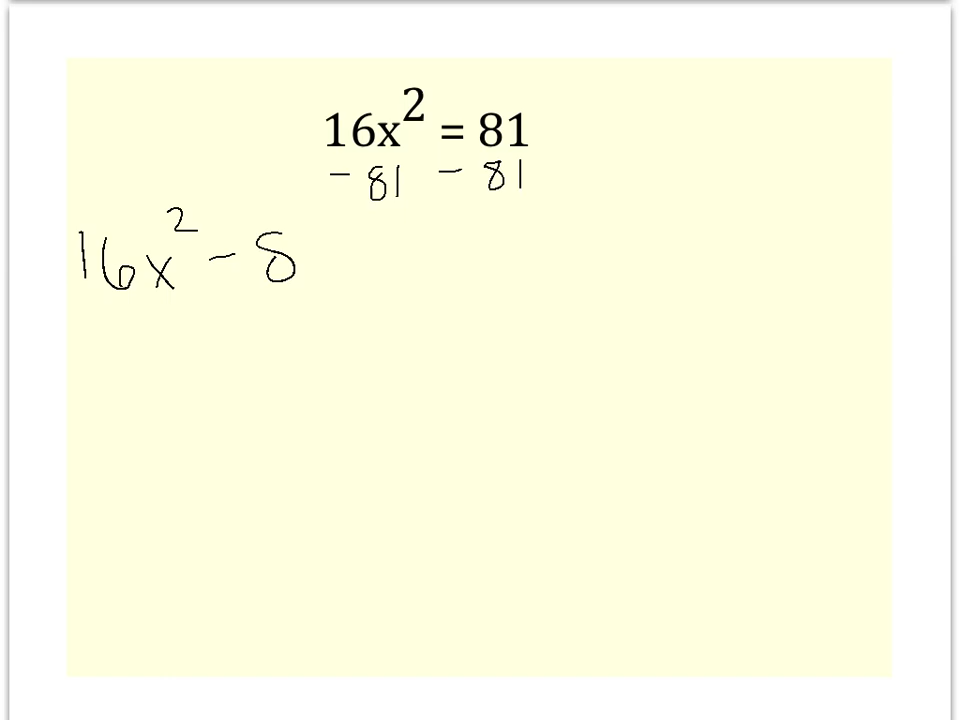 16x² = 81
- 81 - 81
16x² - 8